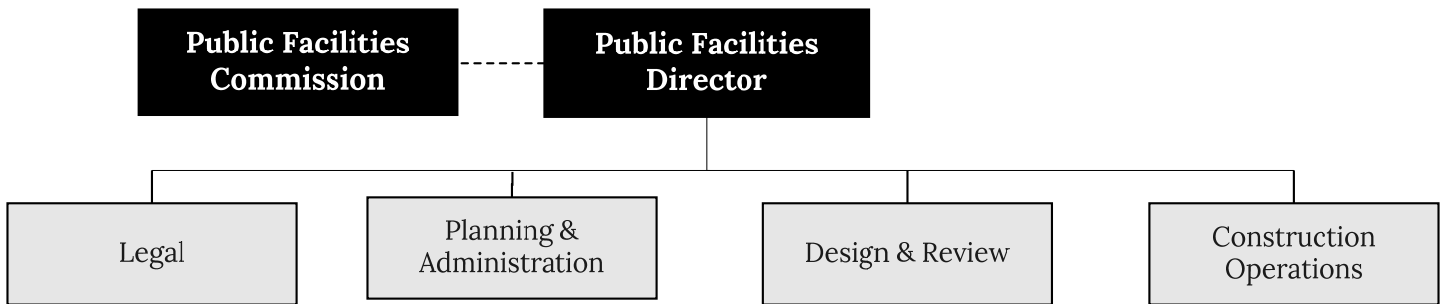 Public Facilities
Commission
Public Facilities
Director
Legal
Planning &
Administration
Design & Review
Construction
Operations